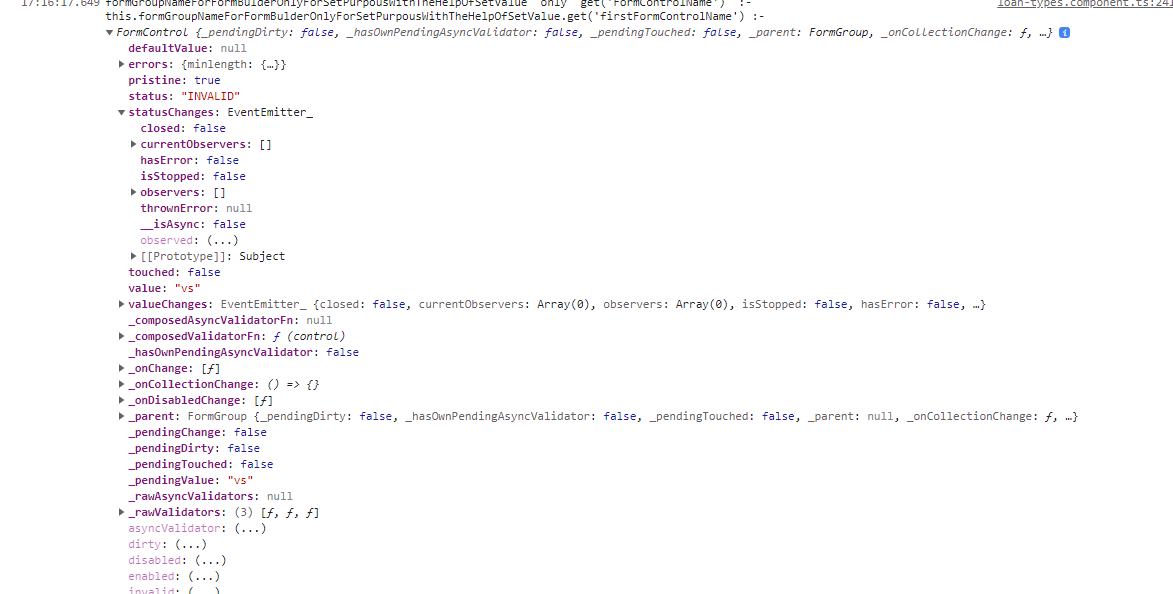 17:16:17.649 formGroupNameForFormBulderOnlyForSetPurpousWithTheHelpOfSetValue only get('FormControlName') :- loan-types.component.ts:241
this.formGroupNameForFormBulderOnlyForSetPurpousWithTheHelpOfSetValue.get('firstFormControlName') :-
FormControl {_pendingDirty: false, _hasOwnPendingAsyncValidator: false, _pendingTouched: false, _parent: FormGroup, _onCollectionChange: ƒ, …} i
defaultValue: null
errors: {minlength: {…}}
pristine: true
status: "INVALID"
statusChanges: EventEmitter_
closed: false
currentObservers: []
hasError: false
isStopped: false
observers: []
thrownError: null
__isAsync: false
observed: (...)
[[Prototype]]: Subject
touched: false
value: "vs"
valueChanges: EventEmitter_ {closed: false, currentObservers: Array(0), observers: Array(0), isStopped: false, hasError: false, …}
_composedAsyncValidatorFn: null
_composedValidatorFn: ƒ (control)
_hasOwnPendingAsyncValidator: false
_onChange: [ƒ]
_onCollectionChange: () => {}
_onDisabledChange: [ƒ]
_parent: FormGroup {_pendingDirty: false, _hasOwnPendingAsyncValidator: false, _pendingTouched: false, _parent: null, _onCollectionChange: ƒ, …}
_pendingChange: false
_pendingDirty: false
_pendingTouched: false
_pendingValue: "vs"
_rawAsyncValidators: null
_rawValidators: (3) [ƒ, ƒ, ƒ]
asyncValidator: (...)
dirty: (...)
disabled: (...)
enabled: (...)
invalid: (...)